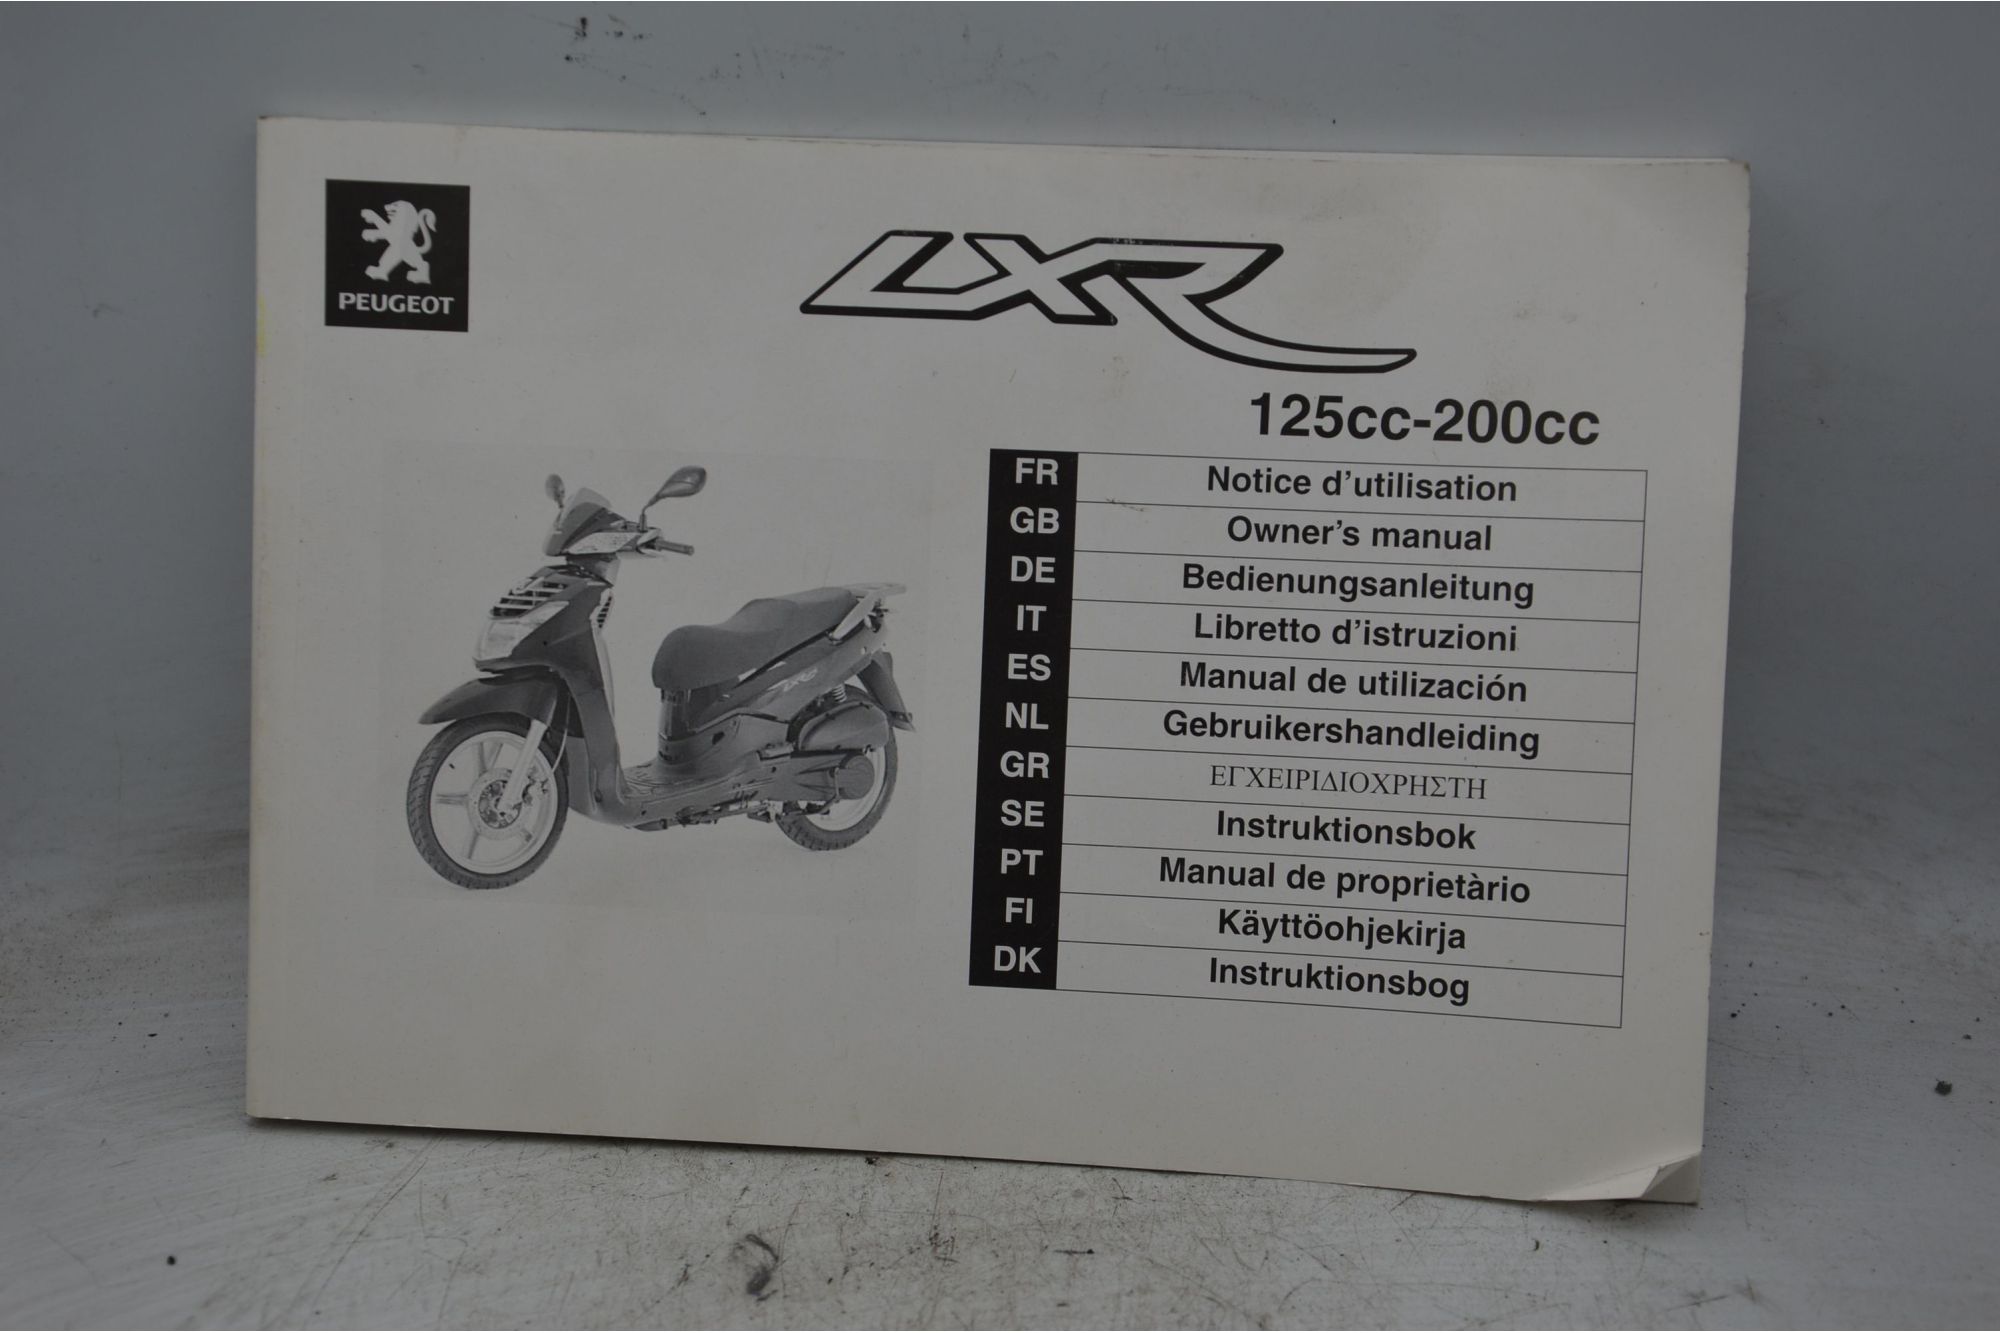 PEUGEOT
LXR
125cc-200cc
FR Notice d'utilisation
GB Owner's manual
DE Bedienungsanleitung
IT Libretto d'istruzioni
ES Manual de utilización
NL Gebruikershandleiding
GR ΕΓΧΕΙΡΙΔΙΟΧΡΗΣΤΗ
SE Instruktionsbok
PT Manual de proprietàrio
FI Käyttöohjekirja
DK Instruktionsbog